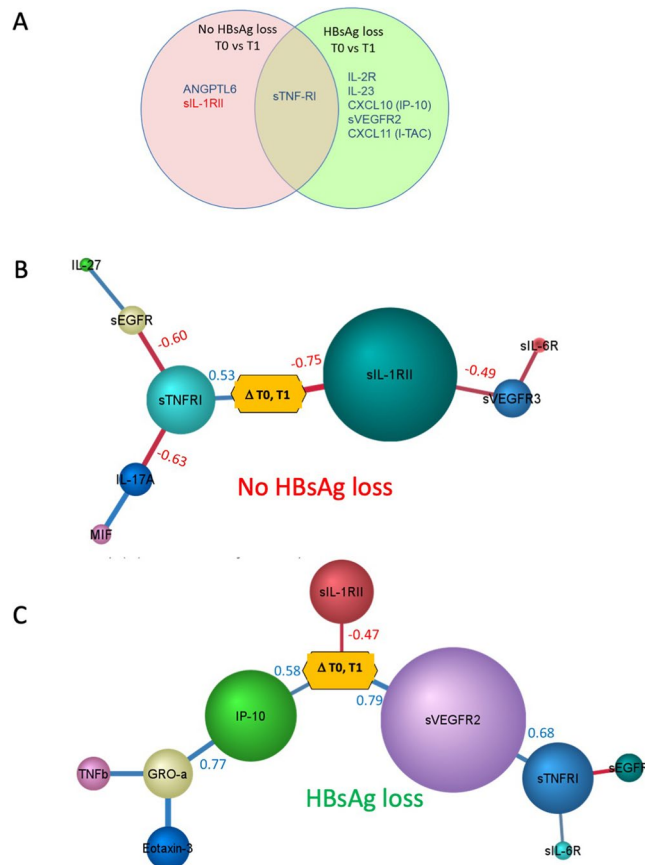 A
No HBsAg loss
T0 vs T1
HBsAg loss
T0 vs T1
ANGPTL6
sIL-1RII
sTNF-RI
IL-2R
IL-23
CXCL10 (IP-10)
sVEGFR2
CXCL11 (I-TAC)
B
IL-27
sEGFR
-0.60
sTNFRI
0.53
Δ T0, T1
-0.75
sIL-1RII
-0.49
sIL-6R
sVEGFR3
-0.63
IL-17A
MIF
No HBsAg loss
C
sIL-1RII
-0.47
Δ T0, T1
0.58
0.79
IP-10
sVEGFR2
0.77
0.68
TNFb
GRO-a
sTNFRI
sEGFR
Eotaxin-3
sIL-6R
HBsAg loss